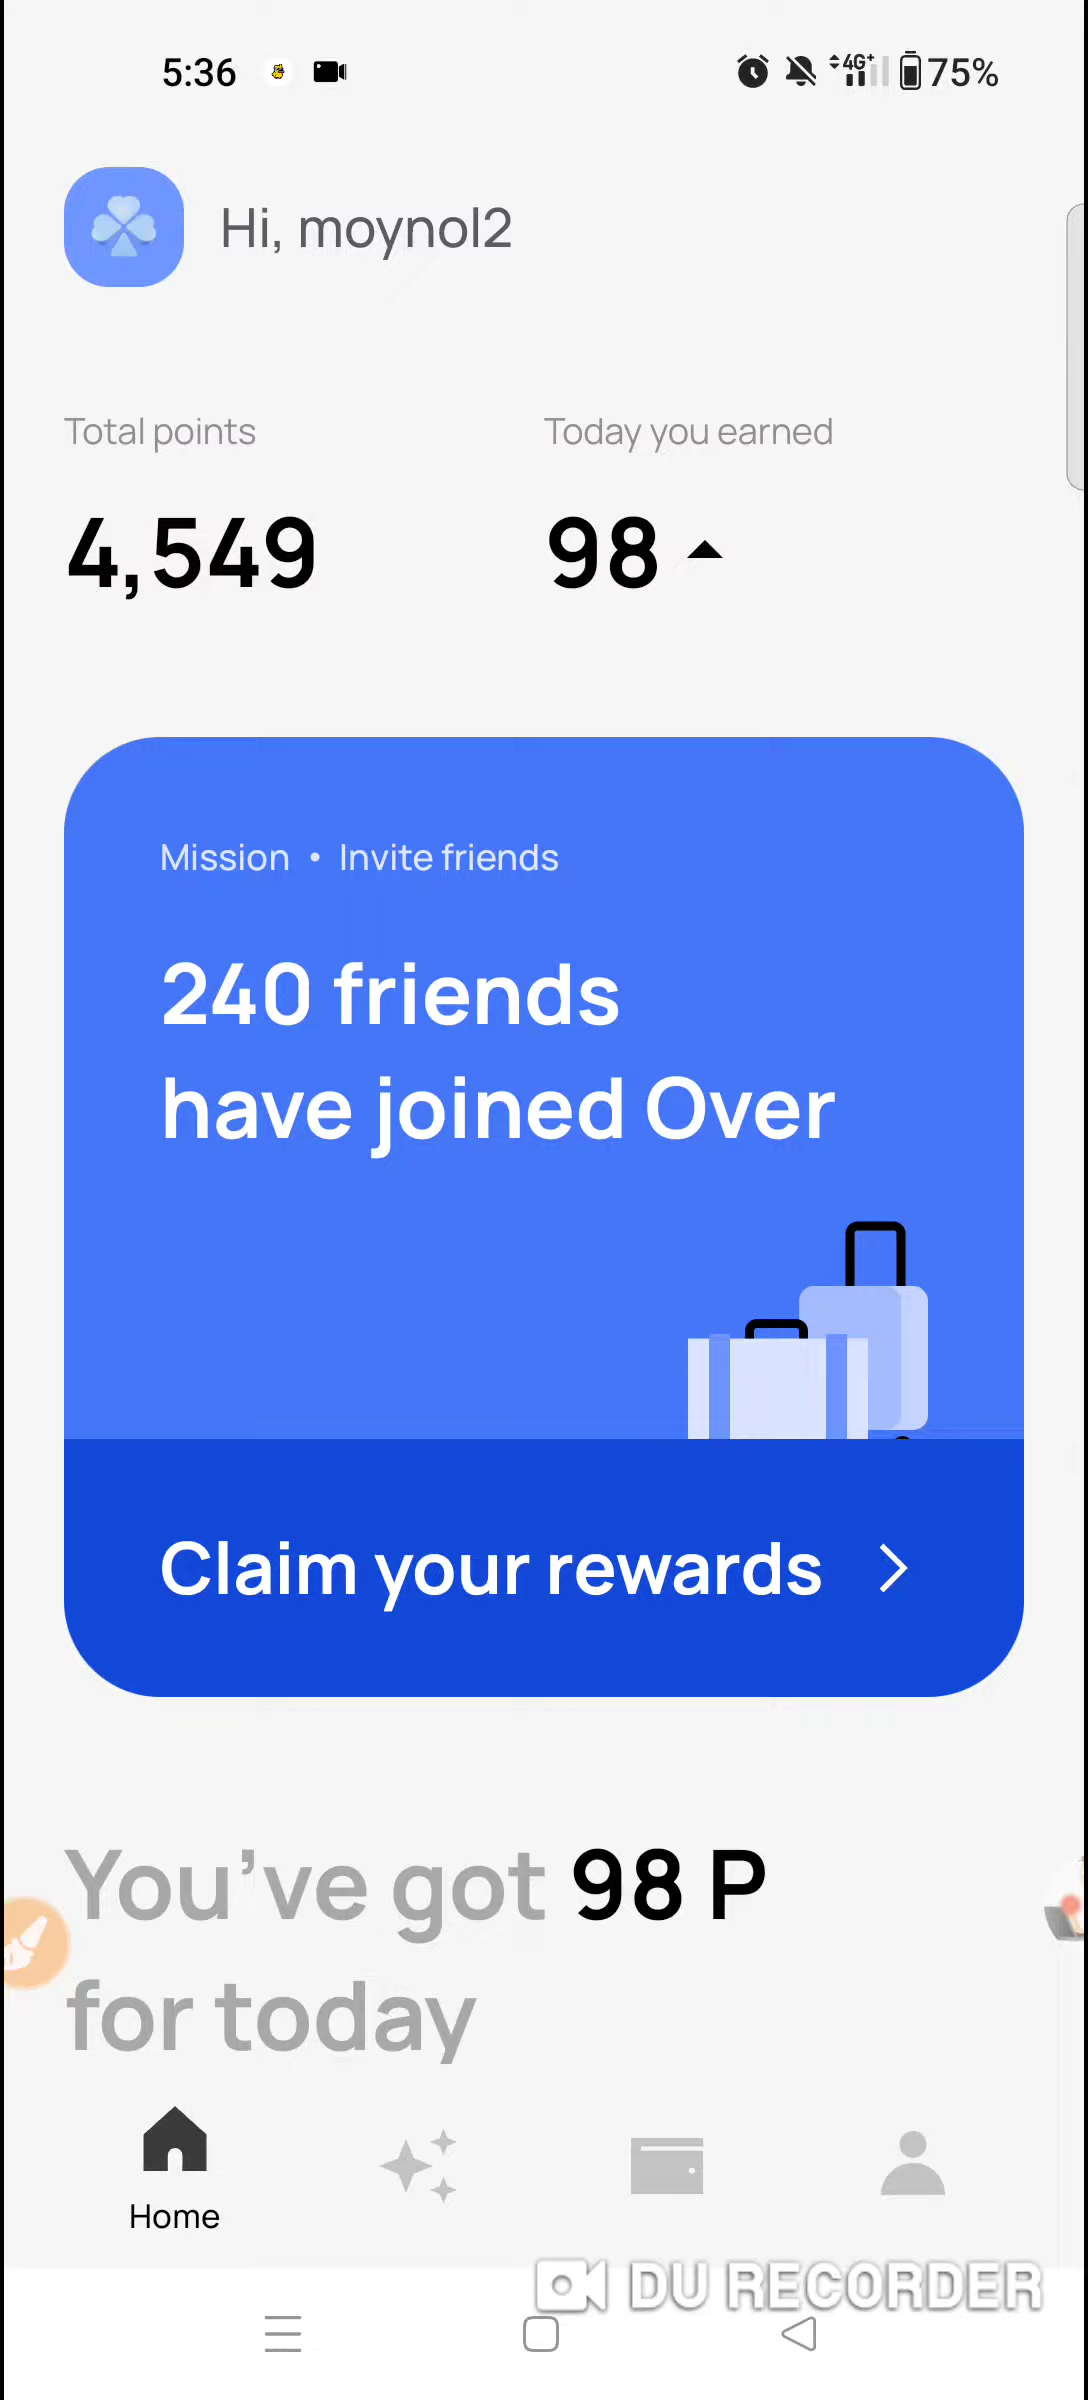 5:36
4G+
75%
Hi, moynol2
Total points
Today you earned
4,549
98
Mission • Invite friends
240 friends
have joined Over
Claim your rewards
You've got 98 P
for today
Home
DU RECORDER